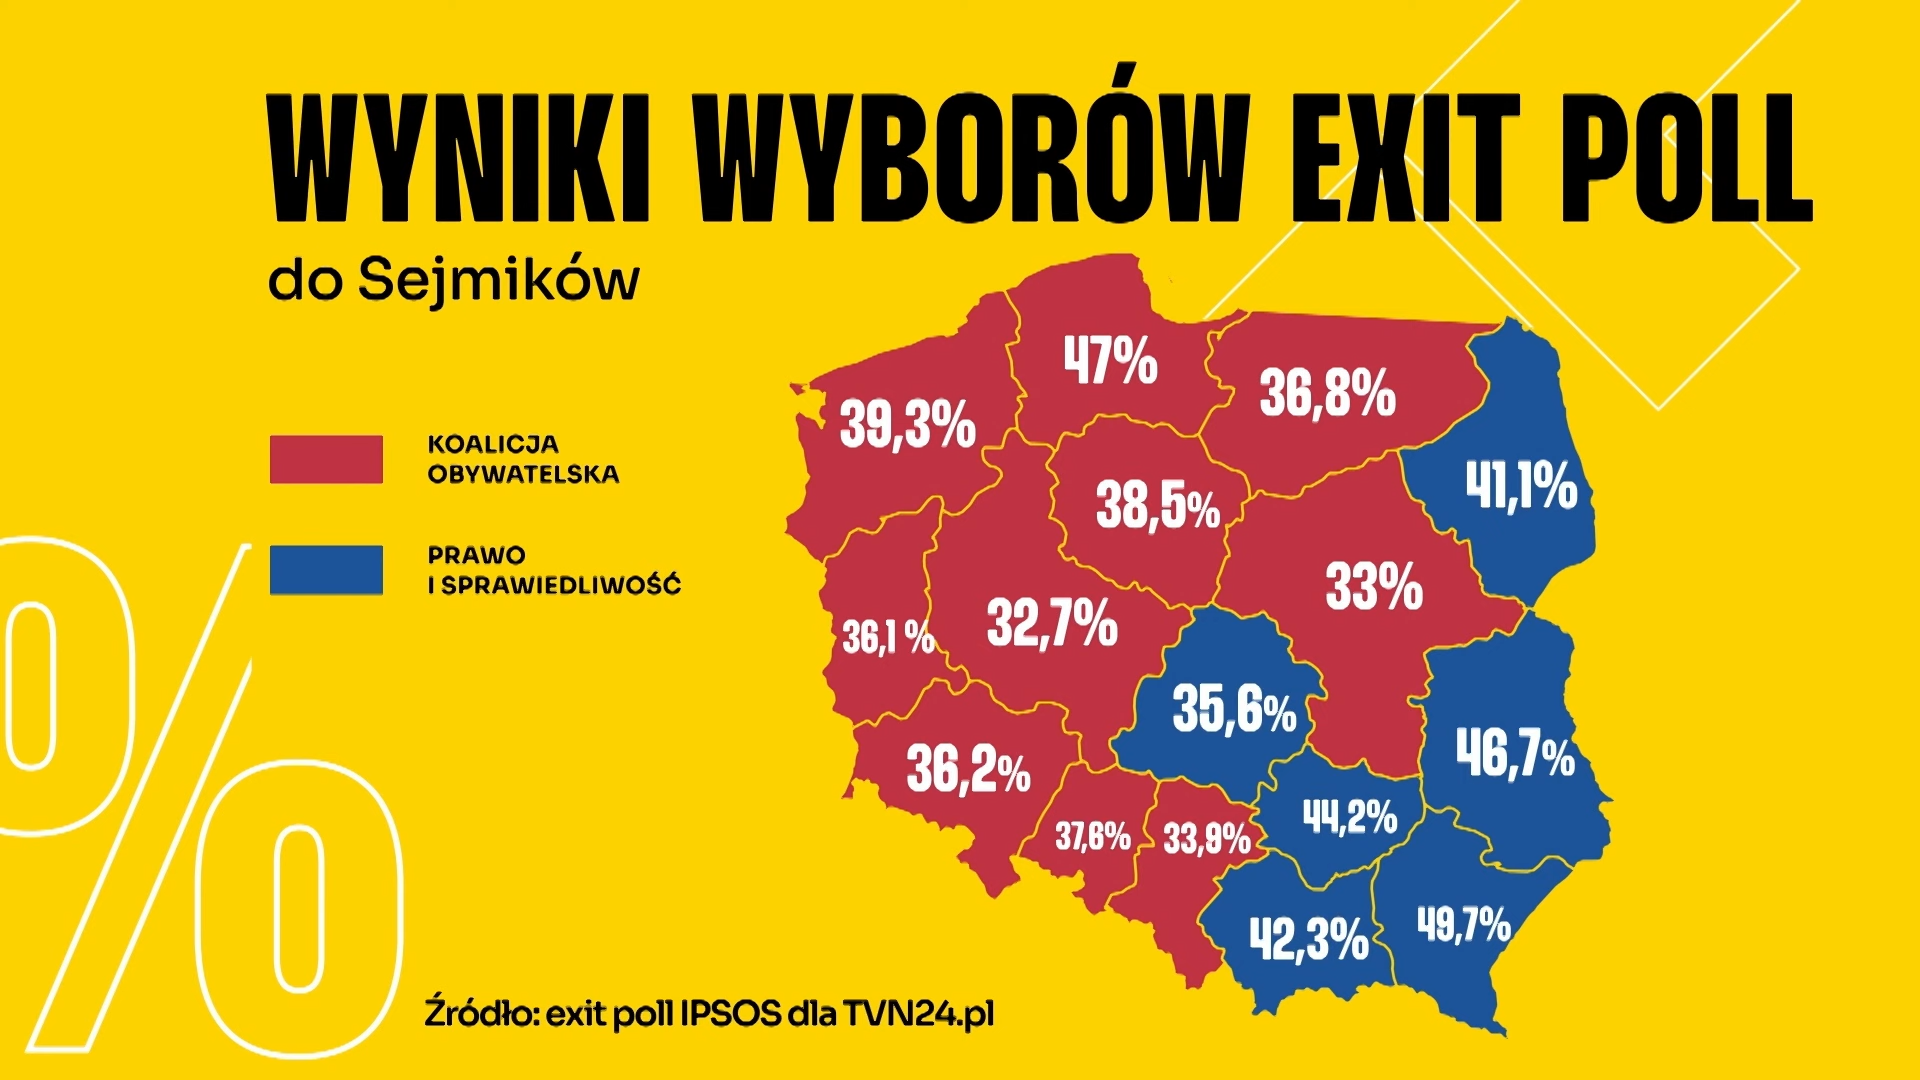 WYNIKI WYBORÓW EXIT POLL
do Sejmików
KOALICJA
OBYWATELSKA
PRAWO
I SPRAWIEDLIWOŚĆ
47%
36,8%
39,3%
41,1%
38,5%
33%
32,7%
36,1 %
35,6%
46,7%
36,2%
44,2%
37,6%
33,9%
49,7%
42,3%
%
Źródło: exit poll IPSOS dla TVN24.pl